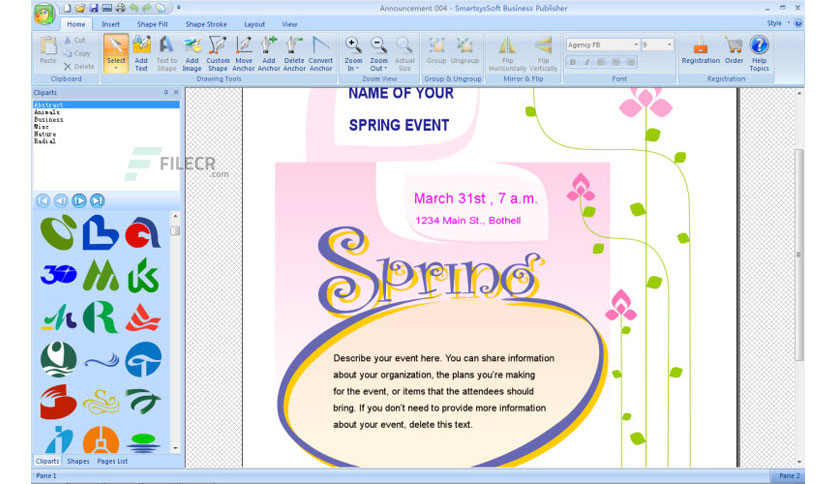 Announcement 004 - SmartsysSoft Business Publisher
Home Insert Shape Fill Shape Stroke Layout View Style
Paste
Cut
Copy
Delete
Select
Add Text
Text to Shape
Add Image
Custom Shape
Move Anchor
Add Anchor
Delete Anchor
Convert Anchor
Zoom In
Zoom Out
Actual Size
Group
Ungroup
Flip Horizontally
Flip Vertically
Agency FB 9
B I
Registration
Order
Help Topics
Clipboard Drawing Tools Zoom View Group & Ungroup Mirror & Flip Font Registration
Cliparts
Abstract
Animals
Business
Misc
Nature
Radial
FILECR
.com
NAME OF YOUR
SPRING EVENT
March 31st , 7 a.m.
1234 Main St., Bothell
Spring
Describe your event here. You can share information
about your organization, the plans you're making
for the event, or items that the attendees should
bring. If you don't need to provide more information
about your event, delete this text.
Cliparts Shapes Pages List
Pane 1 Pane 2